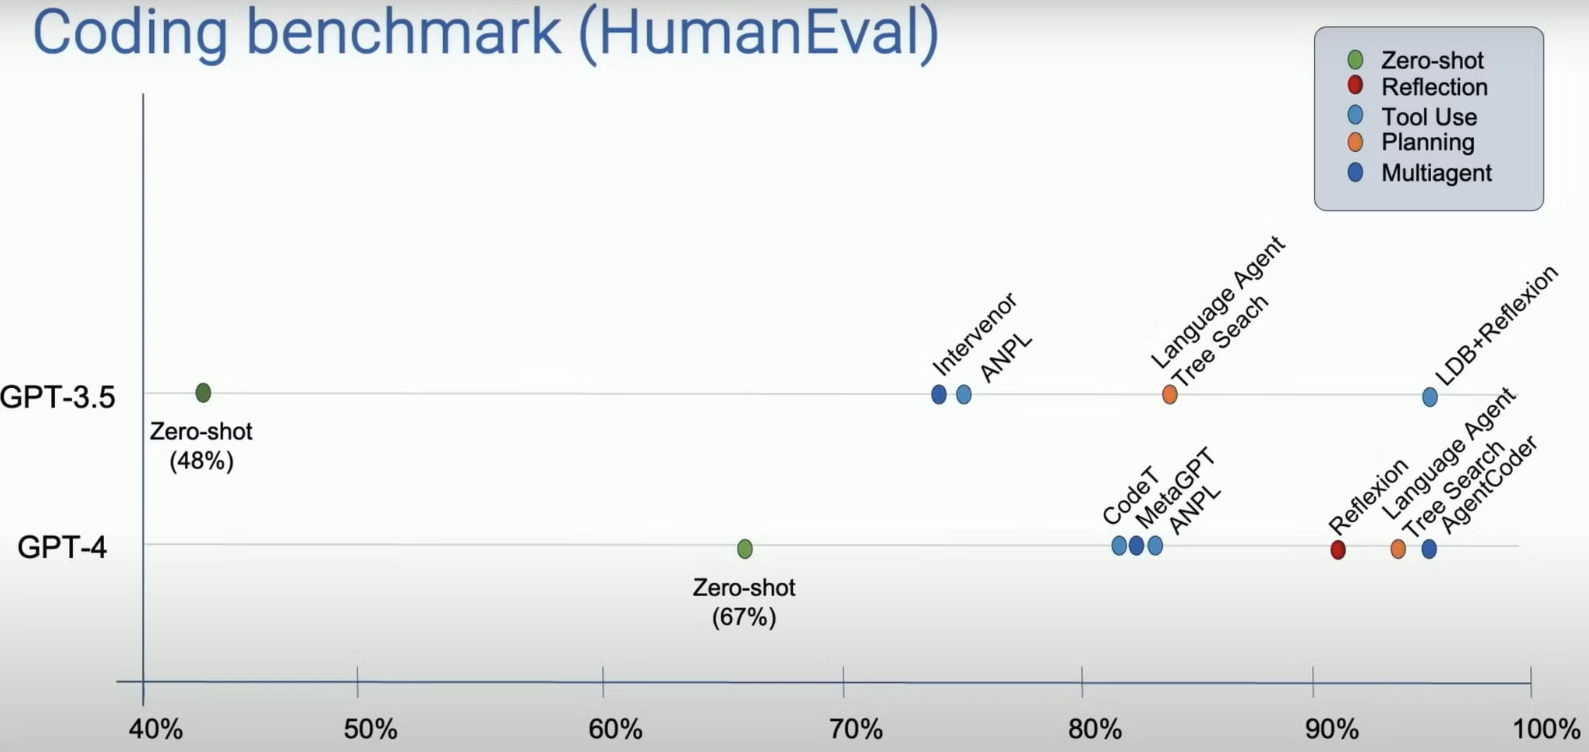 Coding benchmark (HumanEval)
Zero-shot
Reflection
Tool Use
Planning
Multiagent
GPT-3.5
Zero-shot
(48%)
Intervenor
ANPL
Language Agent
Tree Seach
LDB+Reflexion
GPT-4
Zero-shot
(67%)
CodeT
MetaGPT
ANPL
Reflexion
Language Agent
Tree Search
AgentCoder
40%
50%
60%
70%
80%
90%
100%